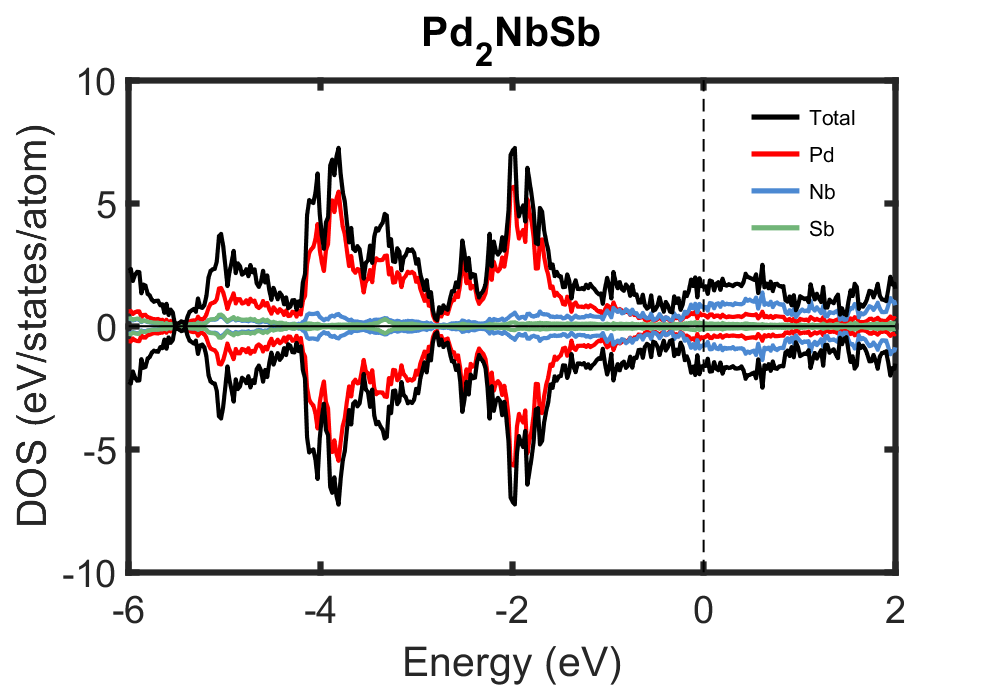 Pd₂NbSb
10
5
0
-5
-10
DOS (eV/states/atom)
Total
Pd
Nb
Sb
-6 -4 -2 0 2
Energy (eV)